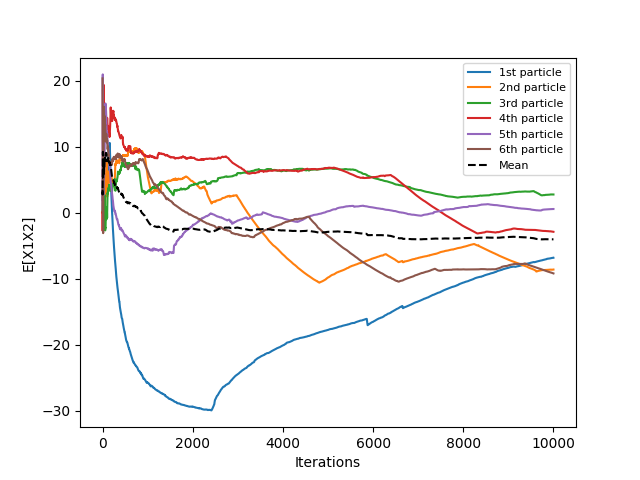 1st particle
2nd particle
3rd particle
4th particle
5th particle
6th particle
Mean
20
10
0
−10
−20
−30
E[X1X2]
0
2000
4000
6000
8000
10000
Iterations